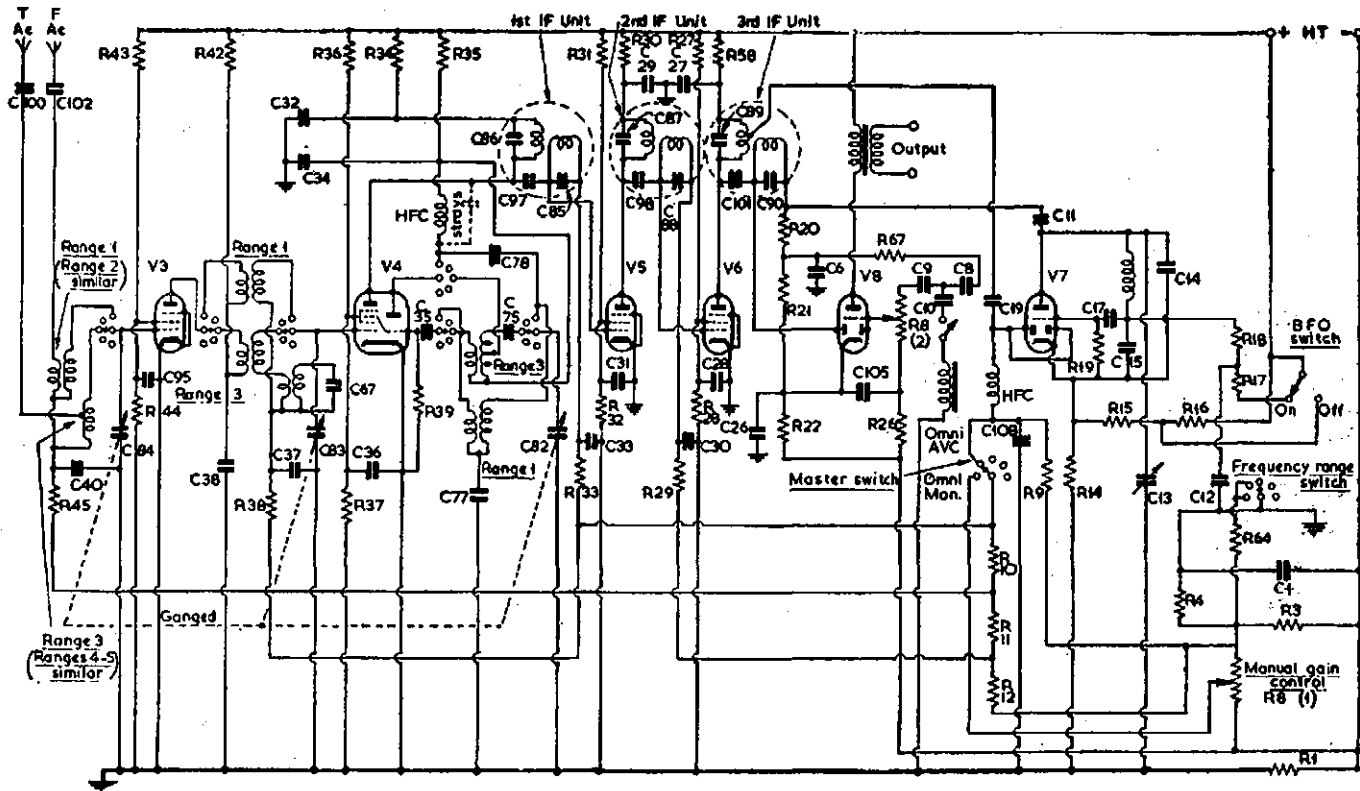 T
Ae
F
Ae
1st IF Unit
2nd IF Unit
3rd IF Unit
+ HT -
R43
R42
R36
R34
R35
R31
R30
C
29
R27
C
27
R58
C100
C102
C32
C34
C86
C87
C89
C97
C85
C98
C
88
C101
C90
Output
HFC
strays
C78
R20
R67
C11
Range 1
(Range 2
similar)
V3
Range 1
V4
V5
V6
C6
V8
C9
C8
V7
C14
C
35
C
75
R21
C10
C19
C17
R8
(2)
R18
BFO
switch
C95
Range 3
C67
R39
Range 3
C31
C28
C105
R19
C15
R17
R44
C84
C83
C82
R
32
C33
R
28
C30
C26
R22
R26
HFC
Omni
AVC
C108
R15
R16
On
Off
C40
C38
C37
C36
Range 1
Master switch
Omni
Mon.
Frequency range
switch
R45
R38
R37
C77
R33
R29
R9
R14
C13
C12
R64
R
10
R4
C4
R3
Ganged
R
11
Range 3
(Ranges 4-5
similar)
R
12
Manual gain
control
R8 (1)
R1